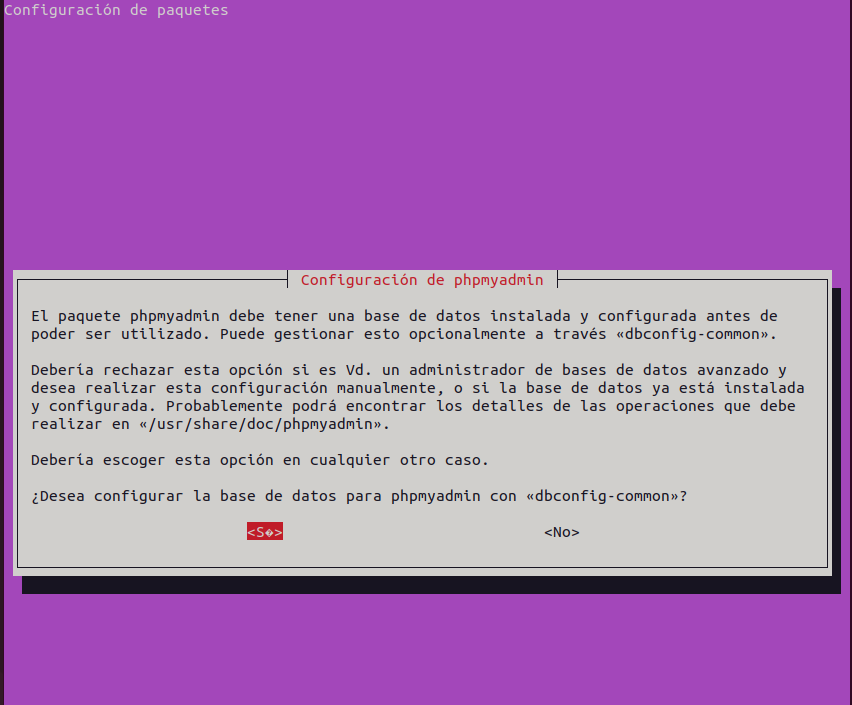 Configuración de paquetes
Configuración de phpmyadmin
El paquete phpmyadmin debe tener una base de datos instalada y configurada antes de
poder ser utilizado. Puede gestionar esto opcionalmente a través «dbconfig-common».
Debería rechazar esta opción si es Vd. un administrador de bases de datos avanzado y
desea realizar esta configuración manualmente, o si la base de datos ya está instalada
y configurada. Probablemente podrá encontrar los detalles de las operaciones que debe
realizar en «/usr/share/doc/phpmyadmin».
Debería escoger esta opción en cualquier otro caso.
¿Desea configurar la base de datos para phpmyadmin con «dbconfig-common»?
<S�> <No>